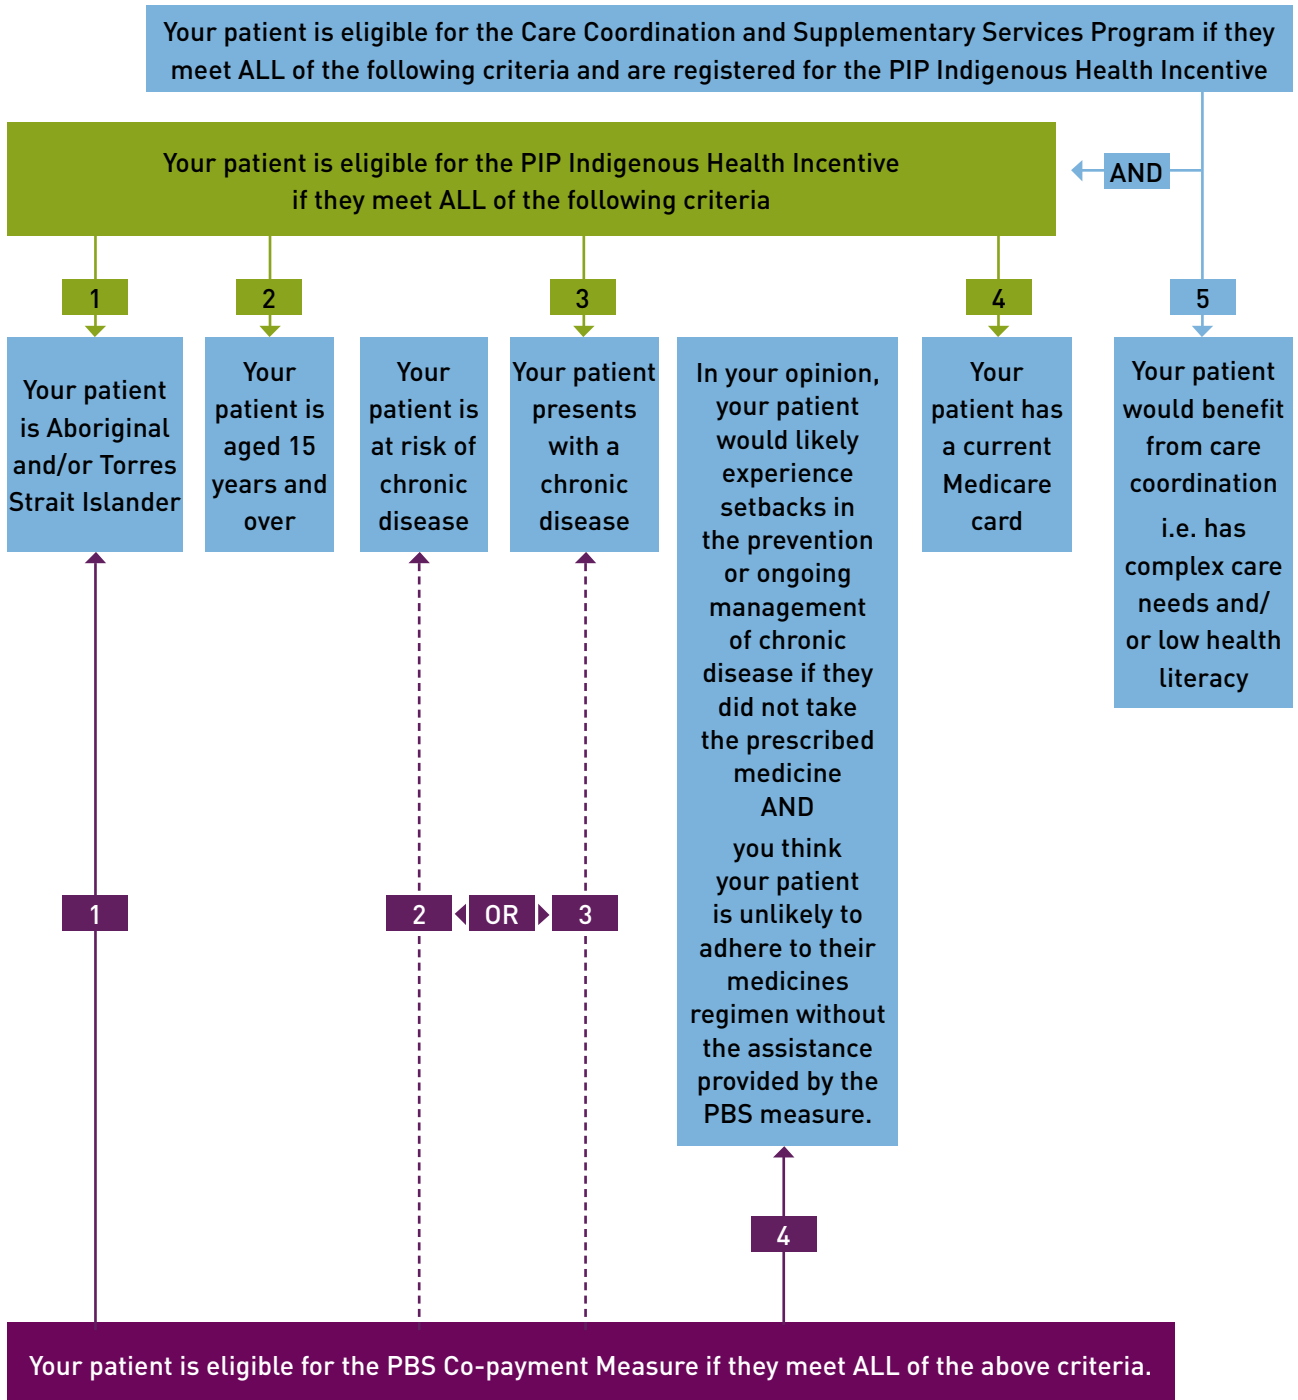 Your patient is eligible for the Care Coordination and Supplementary Services Program if they
meet ALL of the following criteria and are registered for the PIP Indigenous Health Incentive
Your patient is eligible for the PIP Indigenous Health Incentive
if they meet ALL of the following criteria
AND
1
2
3
4
5
Your patient
is Aboriginal
and/or Torres
Strait Islander
Your
patient is
aged 15
years and
over
Your
patient is
at risk of
chronic
disease
Your patient
presents
with a
chronic
disease
In your opinion,
your patient
would likely
experience
setbacks in
the prevention
or ongoing
management
of chronic
disease if they
did not take
the prescribed
medicine
AND
you think
your patient
is unlikely to
adhere to their
medicines
regimen without
the assistance
provided by the
PBS measure.
Your
patient has
a current
Medicare
card
Your patient
would benefit
from care
coordination
i.e. has
complex care
needs and/
or low health
literacy
1
2
OR
3
4
Your patient is eligible for the PBS Co-payment Measure if they meet ALL of the above criteria.